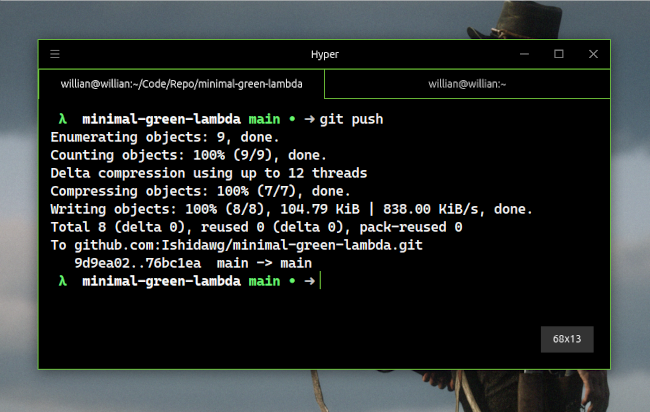 Hyper
willian@willian:~/Code/Repo/minimal-green-lambda
willian@willian:~
λ minimal-green-lambda main • ➜ git push
Enumerating objects: 9, done.
Counting objects: 100% (9/9), done.
Delta compression using up to 12 threads
Compressing objects: 100% (7/7), done.
Writing objects: 100% (8/8), 104.79 KiB | 838.00 KiB/s, done.
Total 8 (delta 0), reused 0 (delta 0), pack-reused 0
To github.com:Ishidawg/minimal-green-lambda.git
9d9ea02..76bc1ea main -> main
λ minimal-green-lambda main • ➜
68x13